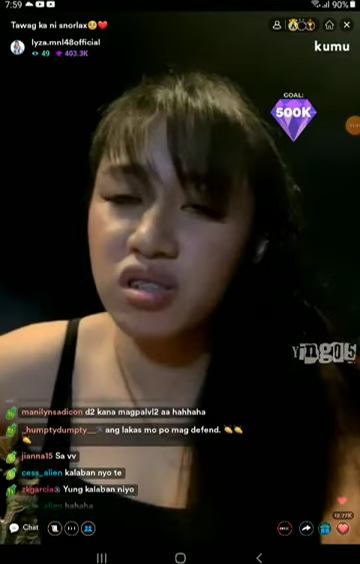 7:59
90%
Tawag ka ni snorlax🥺❤️
lyza.mnl48official
49 403.3K
kumu
GOAL:
500K
manilynsadicon d2 kana magpalvl2 aa hahhaha
_humptydumpty__ ang lakas mo po mag defend. 👏👏
👏
jianna15 Sa vv
cess_alien kalaban nyo te
zkgarcia Yung kalaban niyo
hahaha
Chat
12.77K